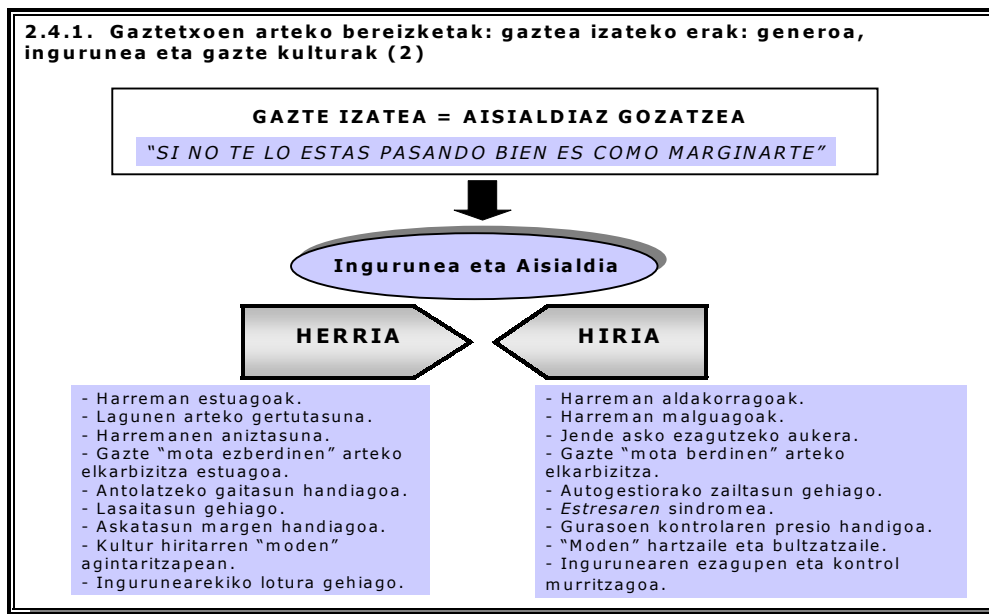 2.4.1. Gaztetxoen arteko bereizketak: gaztea izateko erak: generoa,
ingurunea eta gazte kulturak (2)
GAZTE IZATEA = AISIALDIAZ GOZATZEA
“SI NO TE LO ESTAS PASANDO BIEN ES COMO MARGINARTE”
Ingurunea eta Aisialdia
HERRIA
- Harreman estuagoak.
- Lagunen arteko gertutasuna.
- Harremanen aniztasuna.
- Gazte “mota ezberdinen” arteko
elkarbizitza estuagoa.
- Antolatzeko gaitasun handiagoa.
- Lasaitasun gehiago.
- Askatasun margen handiagoa.
- Kultur hiritarren “moden”
agintaritzapean.
- Ingurunearekiko lotura gehiago.
HIRIA
- Harreman aldakorragoak.
- Harreman malguagoak.
- Jende asko ezagutzeko aukera.
- Gazte “mota berdinen” arteko
elkarbizitza.
- Autogestiorako zailtasun gehiago.
- Estresaren sindromea.
- Gurasoen kontrolaren presio handigoa.
- “Moden” hartzaile eta bultzatzaile.
- Ingurunearen ezagupen eta kontrol
murritzagoa.